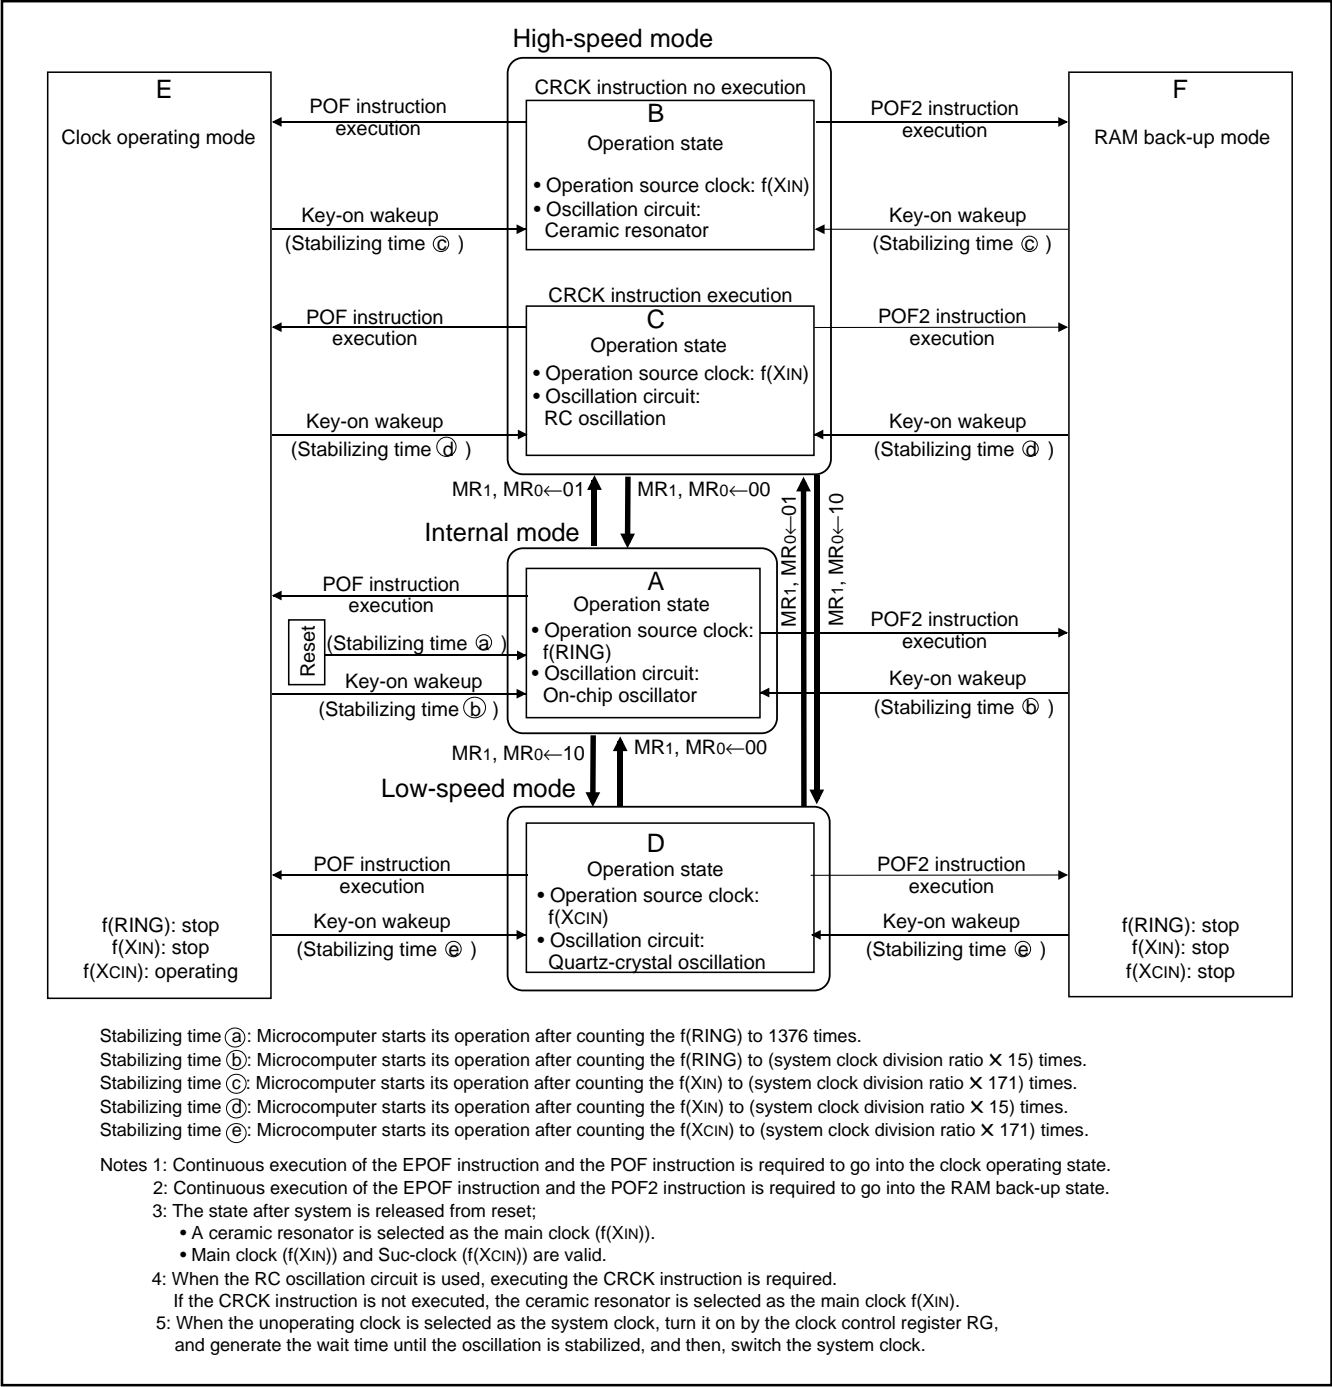 High-speed mode
E
Clock operating mode
POF instruction
execution
CRCK instruction no execution
B
Operation state
• Operation source clock: f(XIN)
• Oscillation circuit:
Ceramic resonator
POF2 instruction
execution
F
RAM back-up mode
Key-on wakeup
(Stabilizing time ⓒ )
Key-on wakeup
(Stabilizing time ⓒ )
POF instruction
execution
CRCK instruction execution
C
Operation state
• Operation source clock: f(XIN)
• Oscillation circuit:
RC oscillation
POF2 instruction
execution
Key-on wakeup
(Stabilizing time ⓓ )
Key-on wakeup
(Stabilizing time ⓓ )
MR1, MR0←01
MR1, MR0←00
MR1, MR0←01
MR1, MR0←10
Internal mode
POF instruction
execution
A
Operation state
• Operation source clock:
f(RING)
• Oscillation circuit:
On-chip oscillator
POF2 instruction
execution
Reset
(Stabilizing time ⓐ )
Key-on wakeup
(Stabilizing time ⓑ )
Key-on wakeup
(Stabilizing time ⓑ )
MR1, MR0←10
MR1, MR0←00
Low-speed mode
POF instruction
execution
D
Operation state
• Operation source clock:
f(XCIN)
• Oscillation circuit:
Quartz-crystal oscillation
POF2 instruction
execution
Key-on wakeup
(Stabilizing time ⓔ )
Key-on wakeup
(Stabilizing time ⓔ )
f(RING): stop
f(XIN): stop
f(XCIN): operating
f(RING): stop
f(XIN): stop
f(XCIN): stop
Stabilizing time ⓐ: Microcomputer starts its operation after counting the f(RING) to 1376 times.
Stabilizing time ⓑ: Microcomputer starts its operation after counting the f(RING) to (system clock division ratio ✕ 15) times.
Stabilizing time ⓒ: Microcomputer starts its operation after counting the f(XIN) to (system clock division ratio ✕ 171) times.
Stabilizing time ⓓ: Microcomputer starts its operation after counting the f(XIN) to (system clock division ratio ✕ 15) times.
Stabilizing time ⓔ: Microcomputer starts its operation after counting the f(XCIN) to (system clock division ratio ✕ 171) times.
Notes 1: Continuous execution of the EPOF instruction and the POF instruction is required to go into the clock operating state.
2: Continuous execution of the EPOF instruction and the POF2 instruction is required to go into the RAM back-up state.
3: The state after system is released from reset;
• A ceramic resonator is selected as the main clock (f(XIN)).
• Main clock (f(XIN)) and Suc-clock (f(XCIN)) are valid.
4: When the RC oscillation circuit is used, executing the CRCK instruction is required.
If the CRCK instruction is not executed, the ceramic resonator is selected as the main clock f(XIN).
5: When the unoperating clock is selected as the system clock, turn it on by the clock control register RG,
and generate the wait time until the oscillation is stabilized, and then, switch the system clock.